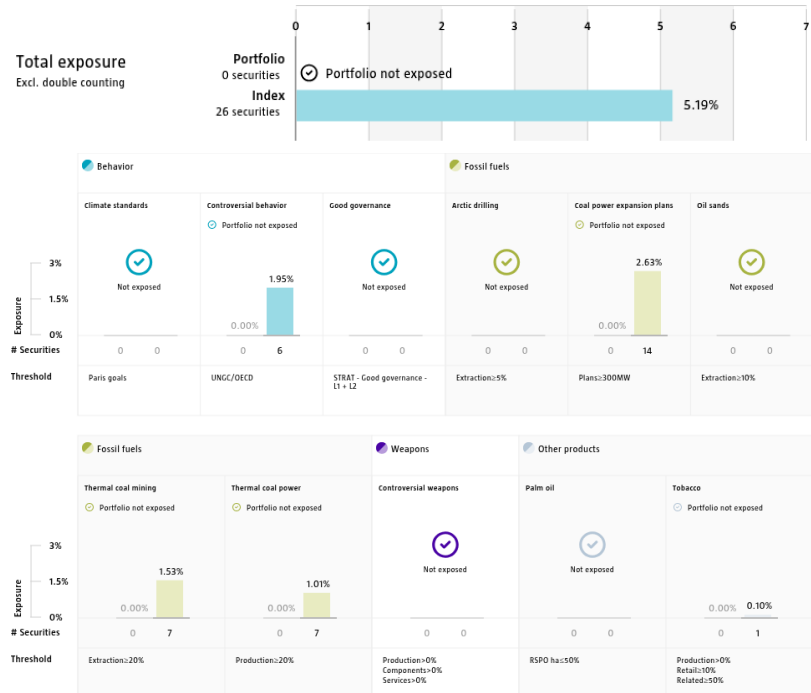 0 1 2 3 4 5 6 7
Total exposure
Excl. double counting
Portfolio
0 securities
Portfolio not exposed
Index
26 securities
5.19%
Behavior
Fossil fuels
Climate standards
Controversial behavior
Good governance
Arctic drilling
Coal power expansion plans
Oil sands
Portfolio not exposed
Portfolio not exposed
Exposure
3%
1.5%
0%
Not exposed
0.00%
1.95%
Not exposed
Not exposed
0.00%
2.63%
Not exposed
# Securities
0 0
0 6
0 0
0 0
0 14
0 0
Threshold
Paris goals
UNGC/OECD
STRAT - Good governance -
L1 + L2
Extraction≥5%
Plans≥300MW
Extraction≥10%
Fossil fuels
Weapons
Other products
Thermal coal mining
Thermal coal power
Controversial weapons
Palm oil
Tobacco
Portfolio not exposed
Portfolio not exposed
Portfolio not exposed
Exposure
3%
1.5%
0%
0.00%
1.53%
0.00%
1.01%
Not exposed
Not exposed
0.00%
0.10%
# Securities
0 7
0 7
0 0
0 0
0 1
Threshold
Extraction≥20%
Production≥20%
Production>0%
Components>0%
Services>0%
RSPO ha≤50%
Production>0%
Retail≥10%
Related≥50%